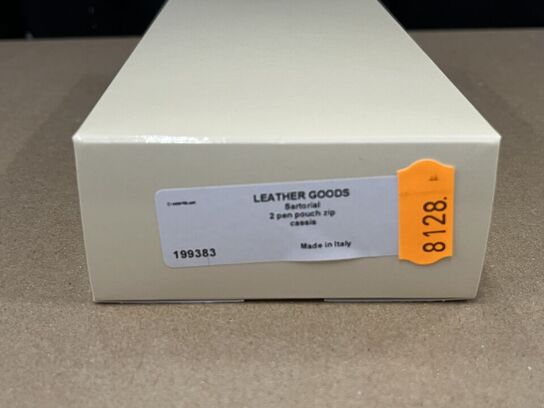 LEATHER GOODS
Sartorial
2 pen pouch zip
cassis
Made in Italy
199383
8128.